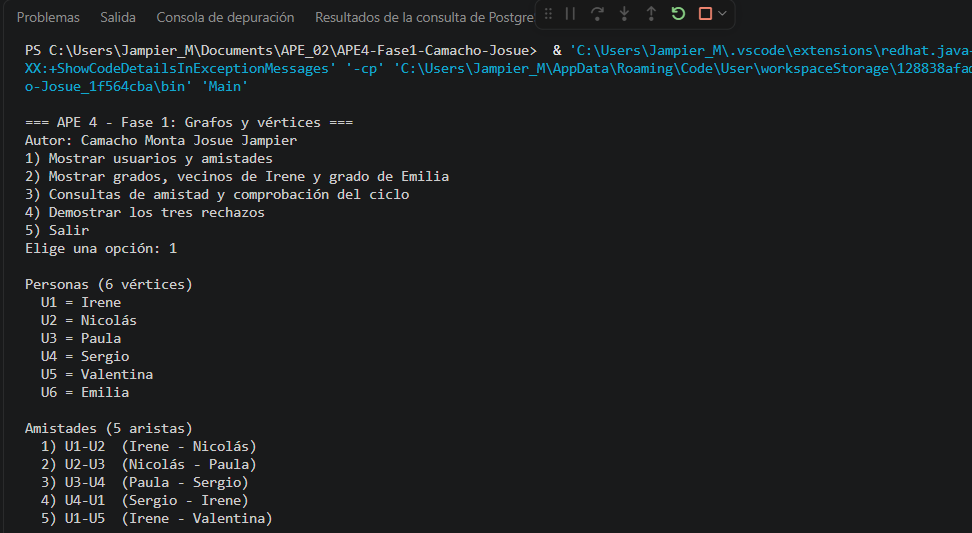 Problemas Salida Consola de depuración Resultados de la consulta de Postgre
PS C:\Users\Jampier_M\Documents\APE_02\APE4-Fase1-Camacho-Josue>  & 'C:\Users\Jampier_M\.vscode\extensions\redhat.java-
XX:+ShowCodeDetailsInExceptionMessages' '-cp' 'C:\Users\Jampier_M\AppData\Roaming\Code\User\workspaceStorage\128838afad
o-Josue_1f564cba\bin' 'Main'
=== APE 4 - Fase 1: Grafos y vértices ===
Autor: Camacho Monta Josue Jampier
1) Mostrar usuarios y amistades
2) Mostrar grados, vecinos de Irene y grado de Emilia
3) Consultas de amistad y comprobación del ciclo
4) Demostrar los tres rechazos
5) Salir
Elige una opción: 1
Personas (6 vértices)
U1 = Irene
U2 = Nicolás
U3 = Paula
U4 = Sergio
U5 = Valentina
U6 = Emilia
Amistades (5 aristas)
1) U1-U2  (Irene - Nicolás)
2) U2-U3  (Nicolás - Paula)
3) U3-U4  (Paula - Sergio)
4) U4-U1  (Sergio - Irene)
5) U1-U5  (Irene - Valentina)